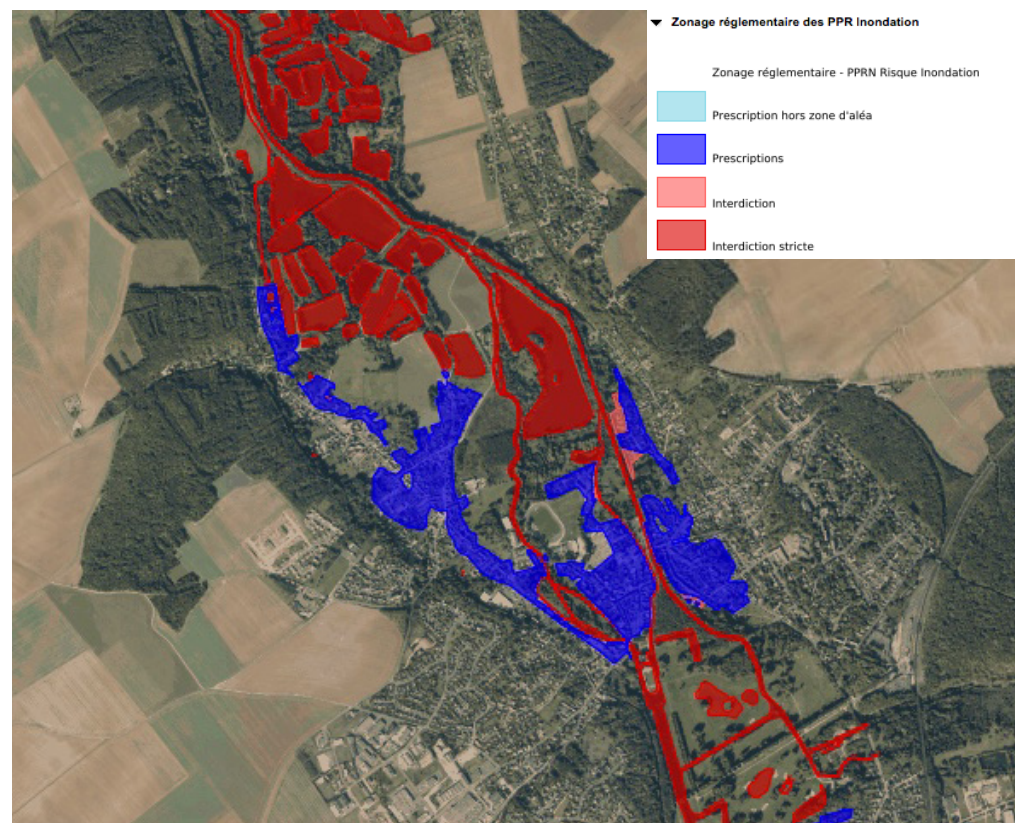 Zonage réglementaire des PPR Inondation
Zonage réglementaire - PPRN Risque Inondation
Prescription hors zone d'aléa
Prescriptions
Interdiction
Interdiction stricte